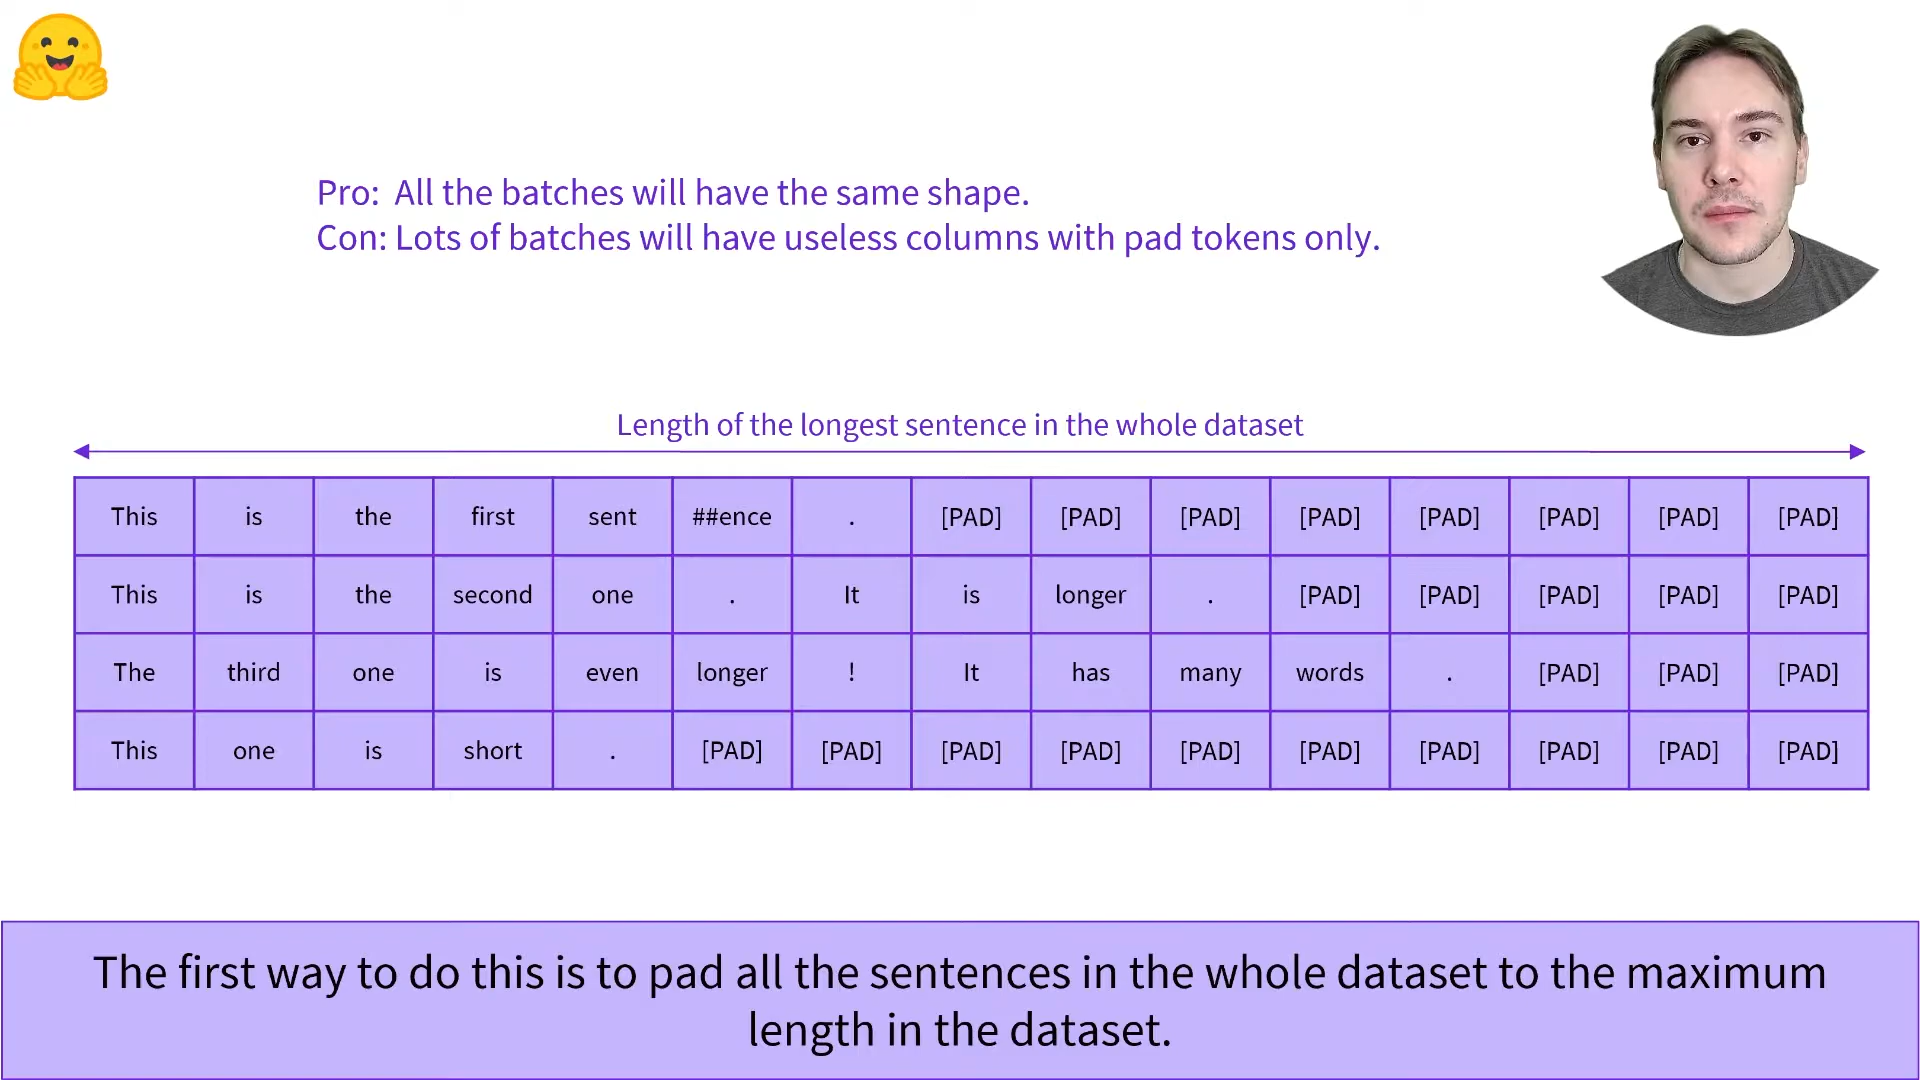 Pro: All the batches will have the same shape.
Con: Lots of batches will have useless columns with pad tokens only.
Length of the longest sentence in the whole dataset
This is the first sent ##ence . [PAD] [PAD] [PAD] [PAD] [PAD] [PAD] [PAD] [PAD]
This is the second one . It is longer . [PAD] [PAD] [PAD] [PAD] [PAD]
The third one is even longer ! It has many words . [PAD] [PAD] [PAD]
This one is short . [PAD] [PAD] [PAD] [PAD] [PAD] [PAD] [PAD] [PAD] [PAD] [PAD]
The first way to do this is to pad all the sentences in the whole dataset to the maximum
length in the dataset.